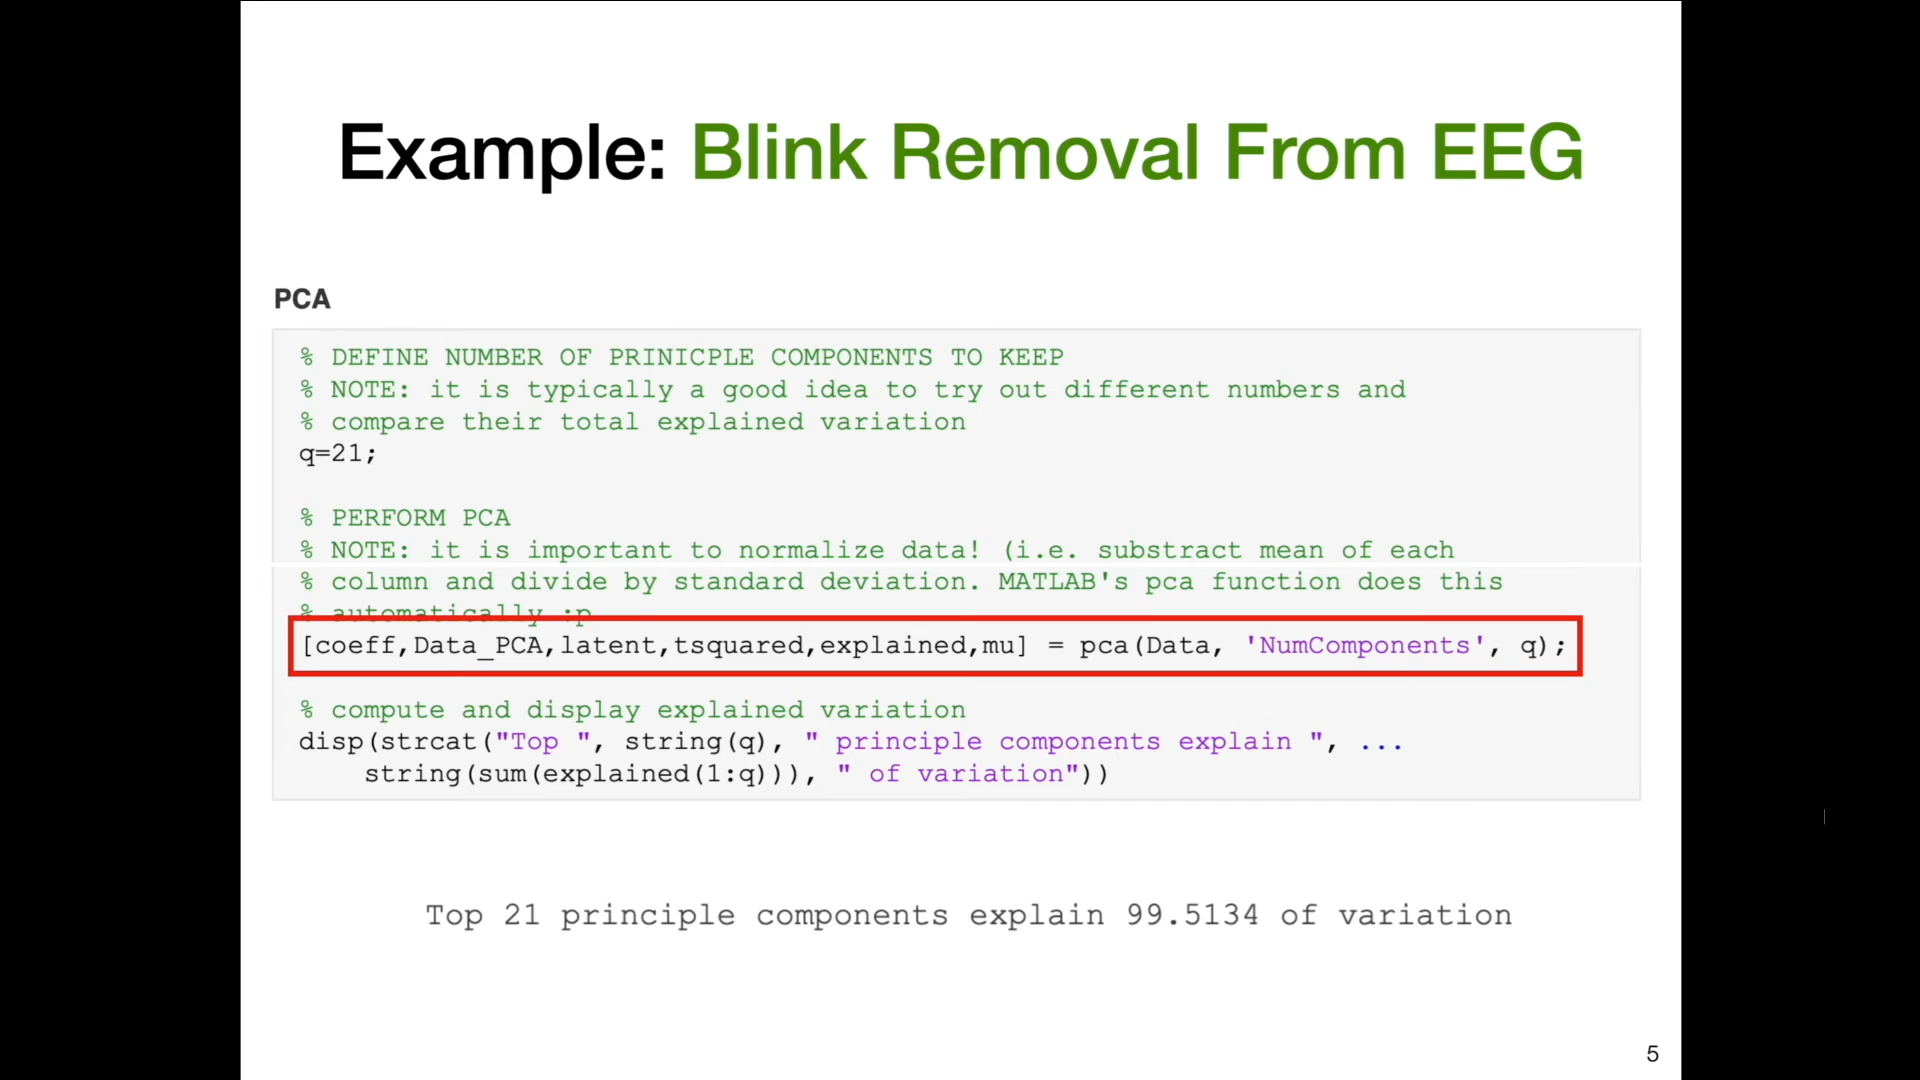 Example: Blink Removal From EEG
PCA
% DEFINE NUMBER OF PRINICPLE COMPONENTS TO KEEP
% NOTE: it is typically a good idea to try out different numbers and
% compare their total explained variation
q=21;
% PERFORM PCA
% NOTE: it is important to normalize data! (i.e. substract mean of each
% column and divide by standard deviation. MATLAB's pca function does this
% automatically :p
[coeff,Data_PCA,latent,tsquared,explained,mu] = pca(Data, 'NumComponents', q);
% compute and display explained variation
disp(strcat("Top ", string(q), " principle components explain ", ...
string(sum(explained(1:q))), " of variation"))
Top 21 principle components explain 99.5134 of variation
5